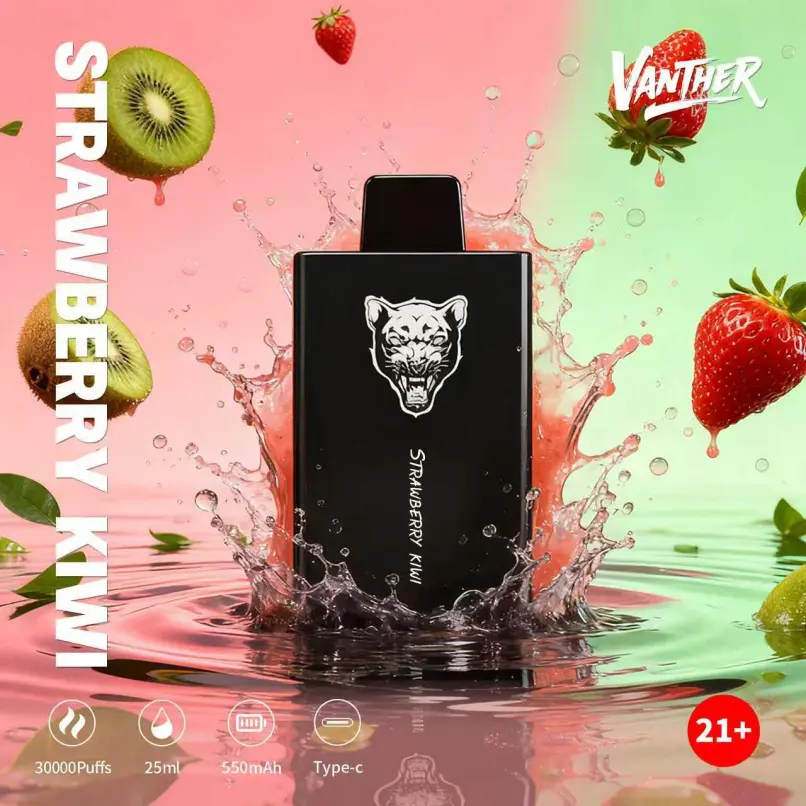 STRAWBERRY KIWI
VANTHER
STRAWBERRY KIWI
30000Puffs
25ml
550mAh
Type-c
21+